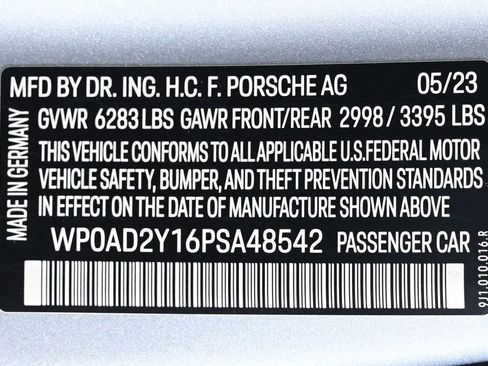 MFD BY DR. ING. H.C. F. PORSCHE AG 05/23
GVWR 6283 LBS GAWR FRONT/REAR 2998 / 3395 LBS
THIS VEHICLE CONFORMS TO ALL APPLICABLE U.S. FEDERAL MOTOR
VEHICLE SAFETY, BUMPER, AND THEFT PREVENTION STANDARDS
IN EFFECT ON THE DATE OF MANUFACTURE SHOWN ABOVE
WP0AD2Y16PSA48542 PASSENGER CAR
MADE IN GERMANY
9J1.010.016.R